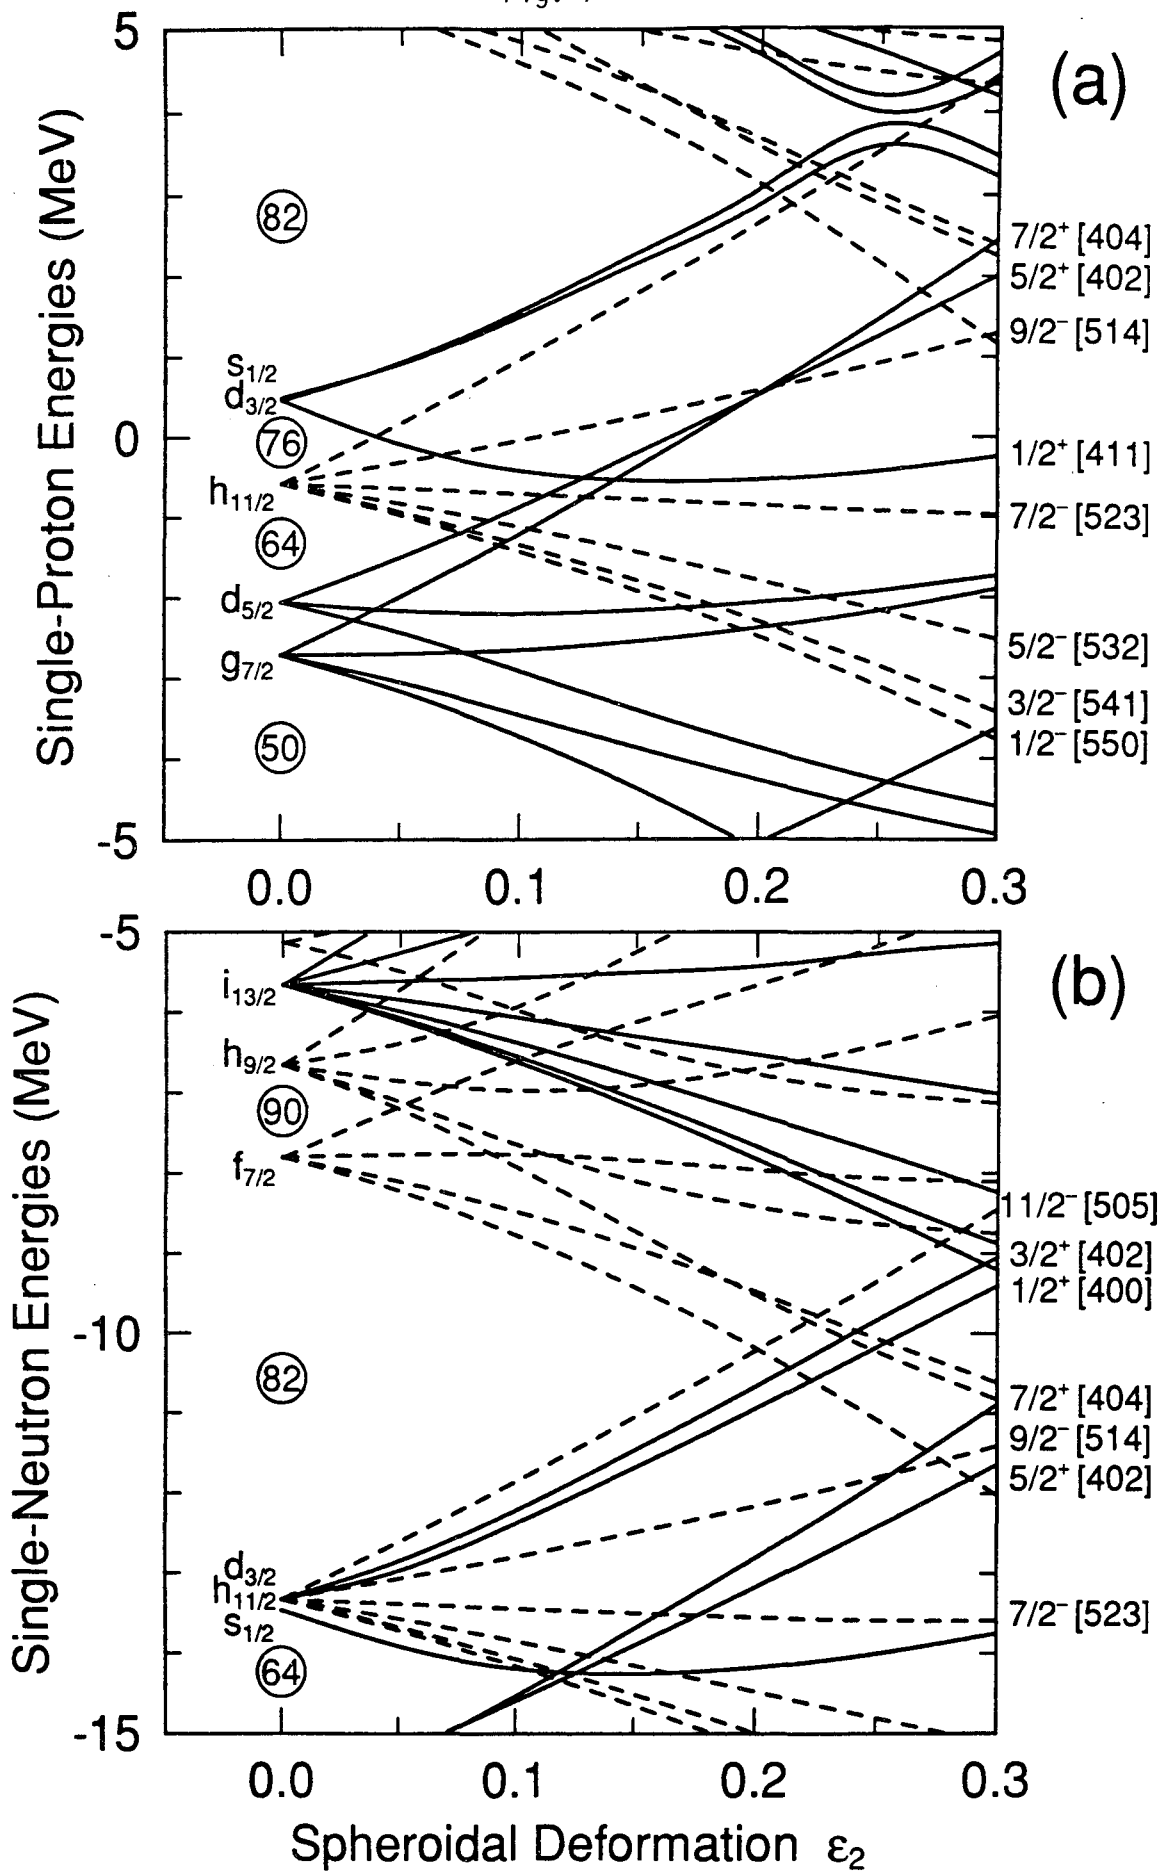 5
(a)
82
7/2⁺ [404]
5/2⁺ [402]
9/2⁻ [514]
s₁/₂
d₃/₂
0
76
1/2⁺ [411]
h₁₁/₂
7/2⁻ [523]
64
d₅/₂
5/2⁻ [532]
g₇/₂
3/2⁻ [541]
50
1/2⁻ [550]
-5
0.0 0.1 0.2 0.3
Single-Proton Energies (MeV)
-5
(b)
i₁₃/₂
h₉/₂
90
f₇/₂
11/2⁻ [505]
3/2⁺ [402]
1/2⁺ [400]
-10
82
7/2⁺ [404]
9/2⁻ [514]
5/2⁺ [402]
d₃/₂
h₁₁/₂
s₁/₂
7/2⁻ [523]
64
-15
0.0 0.1 0.2 0.3
Single-Neutron Energies (MeV)
Spheroidal Deformation ε₂